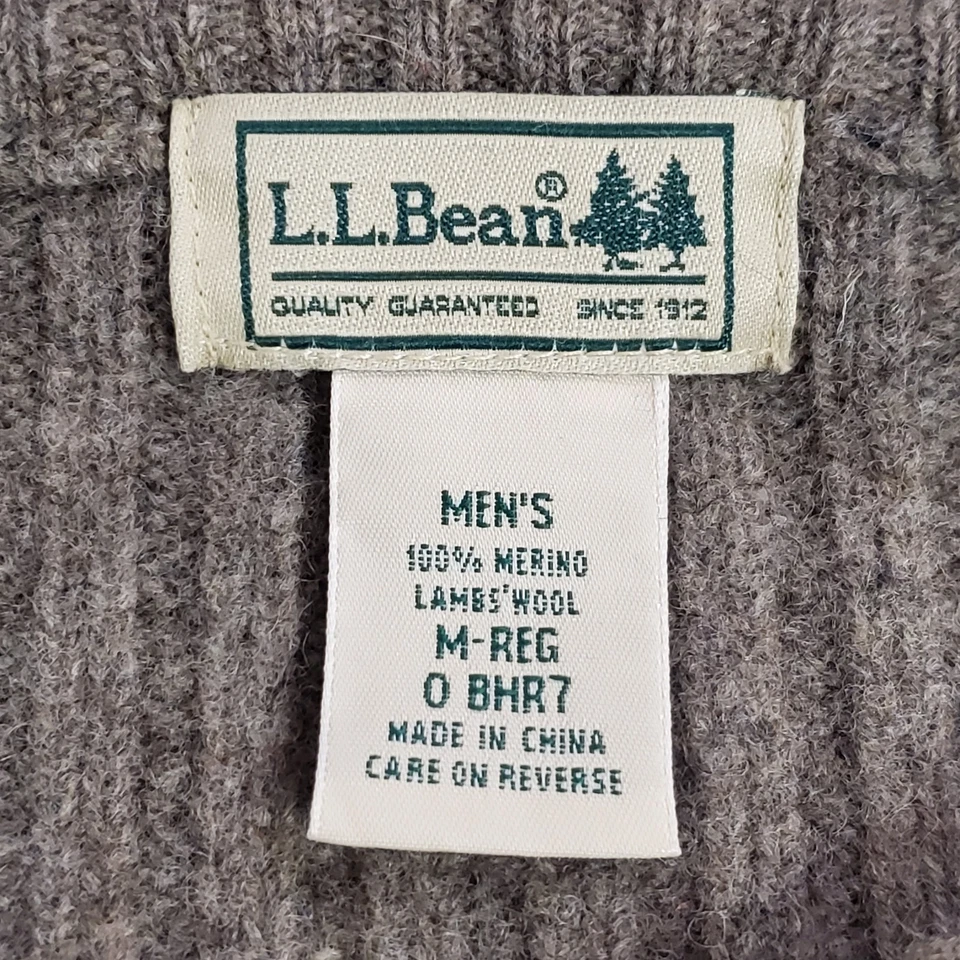 L.L.Bean®
QUALITY GUARANTEED SINCE 1912
MEN'S
100% MERINO
LAMBS'WOOL
M-REG
0 BHR7
MADE IN CHINA
CARE ON REVERSE